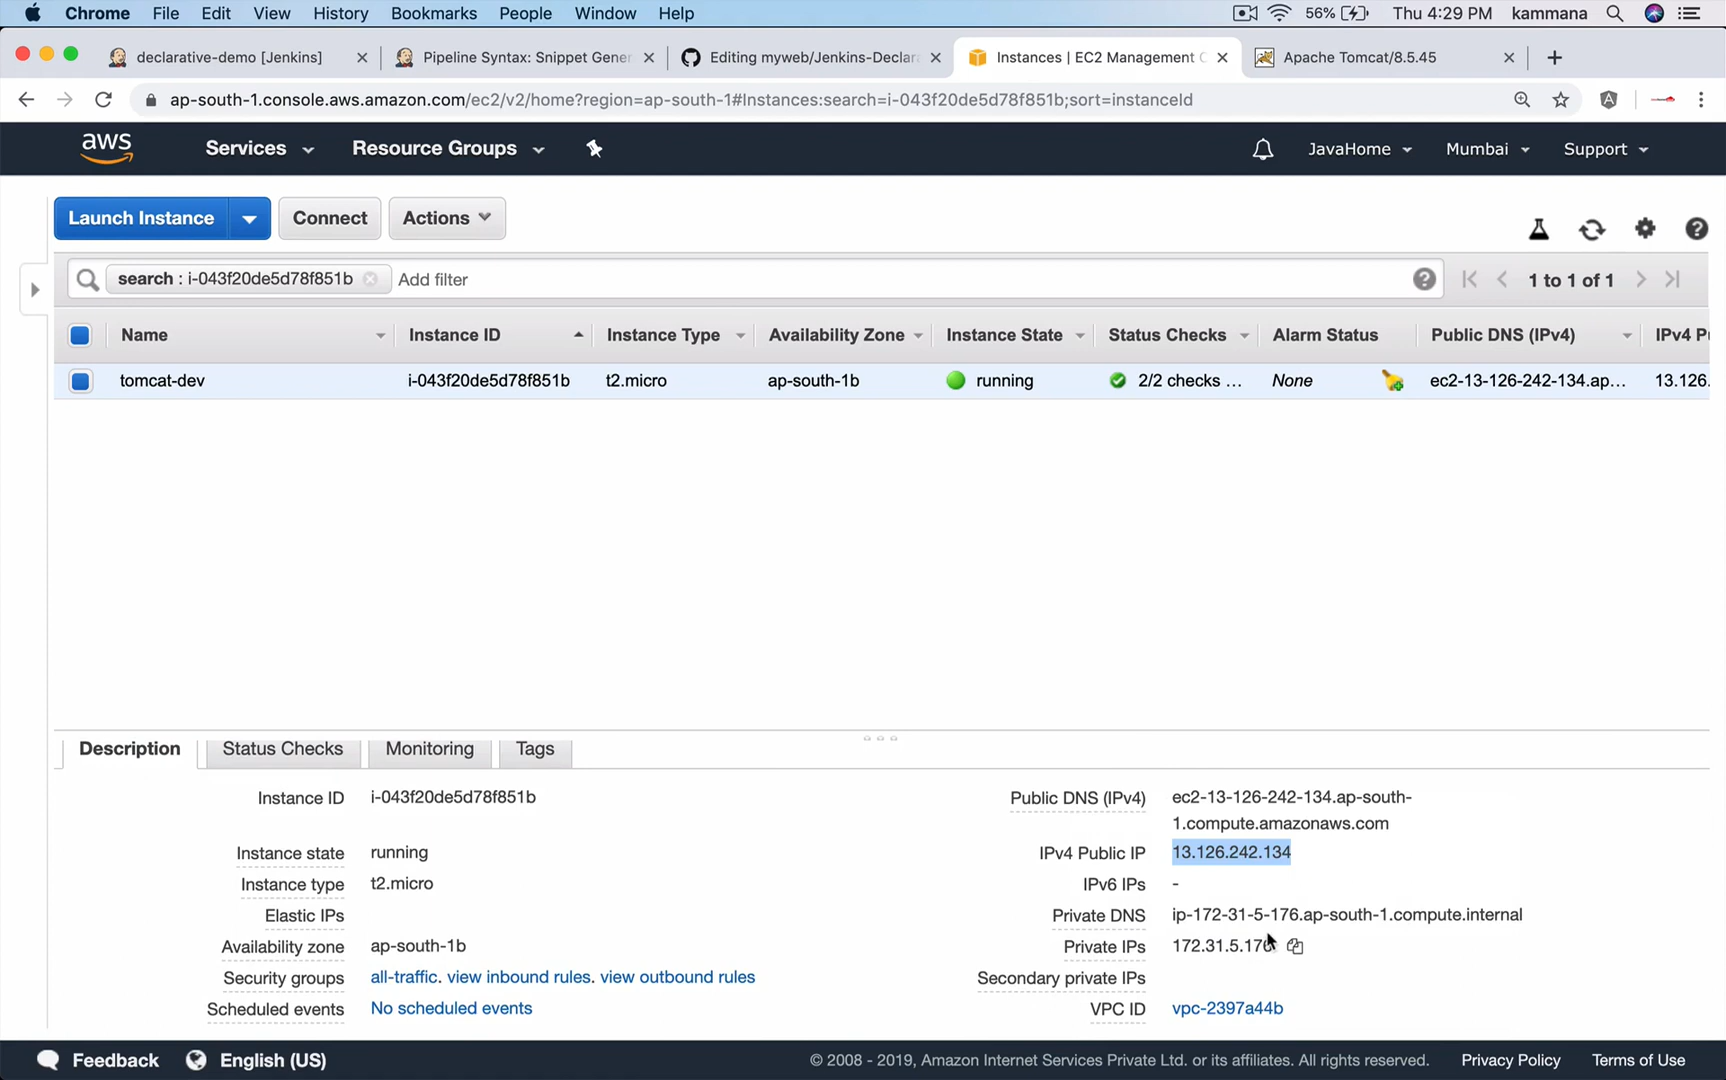 Chrome File Edit View History Bookmarks People Window Help 56% Thu 4:29 PM kammana
declarative-demo [Jenkins] Pipeline Syntax: Snippet Gener Editing myweb/Jenkins-Declara Instances | EC2 Management C Apache Tomcat/8.5.45
ap-south-1.console.aws.amazon.com/ec2/v2/home?region=ap-south-1#Instances:search=i-043f20de5d78f851b;sort=instanceId
aws Services Resource Groups JavaHome Mumbai Support
Launch Instance Connect Actions
search : i-043f20de5d78f851b Add filter 1 to 1 of 1
Name Instance ID Instance Type Availability Zone Instance State Status Checks Alarm Status Public DNS (IPv4) IPv4 P
tomcat-dev i-043f20de5d78f851b t2.micro ap-south-1b running 2/2 checks ... None ec2-13-126-242-134.ap... 13.126.
Description Status Checks Monitoring Tags
Instance ID i-043f20de5d78f851b Public DNS (IPv4) ec2-13-126-242-134.ap-south-
1.compute.amazonaws.com
Instance state running IPv4 Public IP 13.126.242.134
Instance type t2.micro IPv6 IPs -
Elastic IPs Private DNS ip-172-31-5-176.ap-south-1.compute.internal
Availability zone ap-south-1b Private IPs 172.31.5.176
Security groups all-traffic. view inbound rules. view outbound rules Secondary private IPs
Scheduled events No scheduled events VPC ID vpc-2397a44b
Feedback English (US) © 2008 - 2019, Amazon Internet Services Private Ltd. or its affiliates. All rights reserved. Privacy Policy Terms of Use